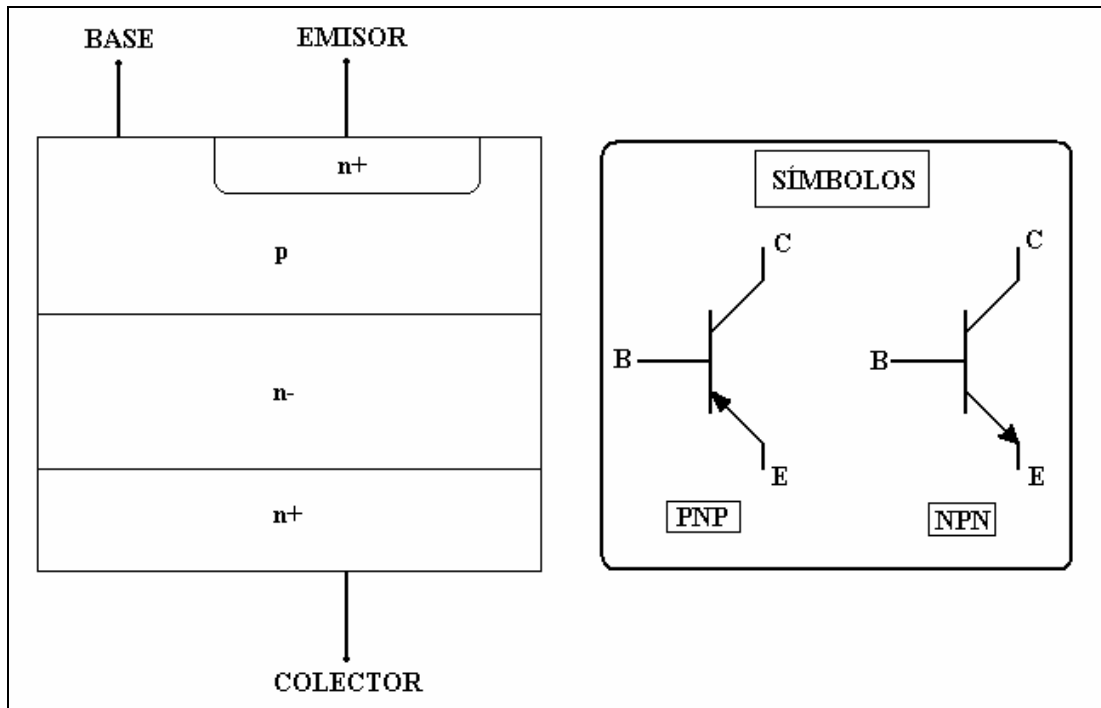 BASE
EMISOR
n+
p
n-
n+
COLECTOR
SÍMBOLOS
C
B
E
PNP
C
B
E
NPN